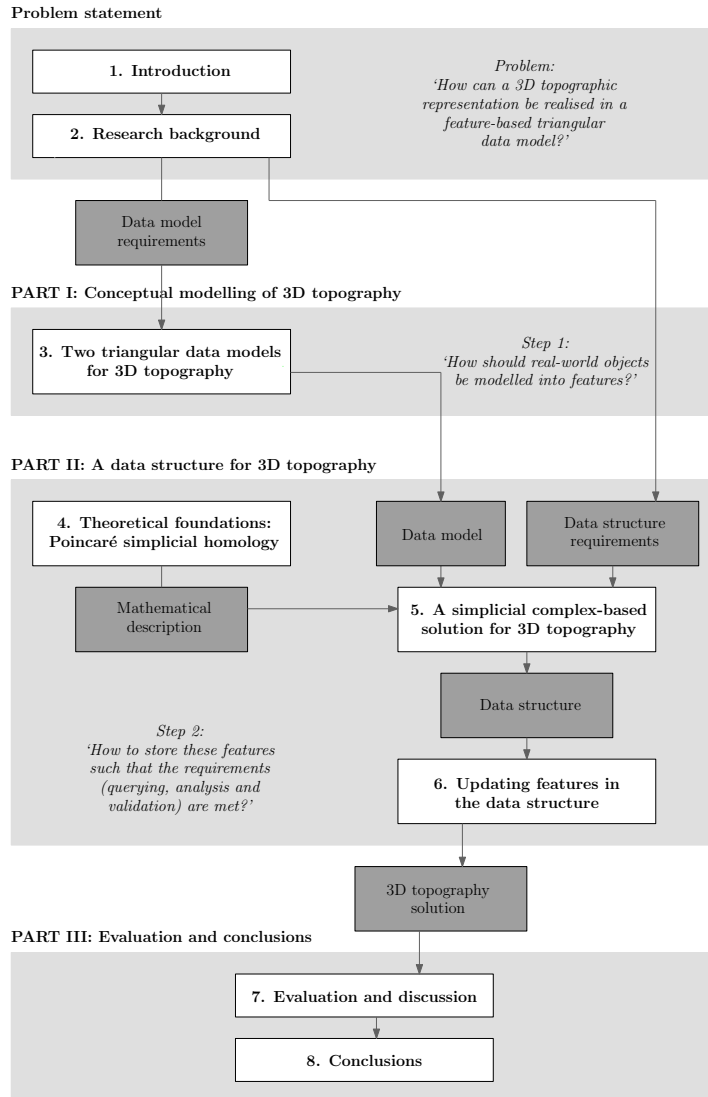 Problem statement
1. Introduction
Problem:
‘How can a 3D topographic
representation be realised in a
feature-based triangular
data model?’
2. Research background
Data model
requirements
PART I: Conceptual modelling of 3D topography
3. Two triangular data models
for 3D topography
Step 1:
‘How should real-world objects
be modelled into features?’
PART II: A data structure for 3D topography
4. Theoretical foundations:
Poincaré simplicial homology
Data model
Data structure
requirements
Mathematical
description
5. A simplicial complex-based
solution for 3D topography
Data structure
Step 2:
‘How to store these features
such that the requirements
(querying, analysis and
validation) are met?’
6. Updating features in
the data structure
3D topography
solution
PART III: Evaluation and conclusions
7. Evaluation and discussion
8. Conclusions